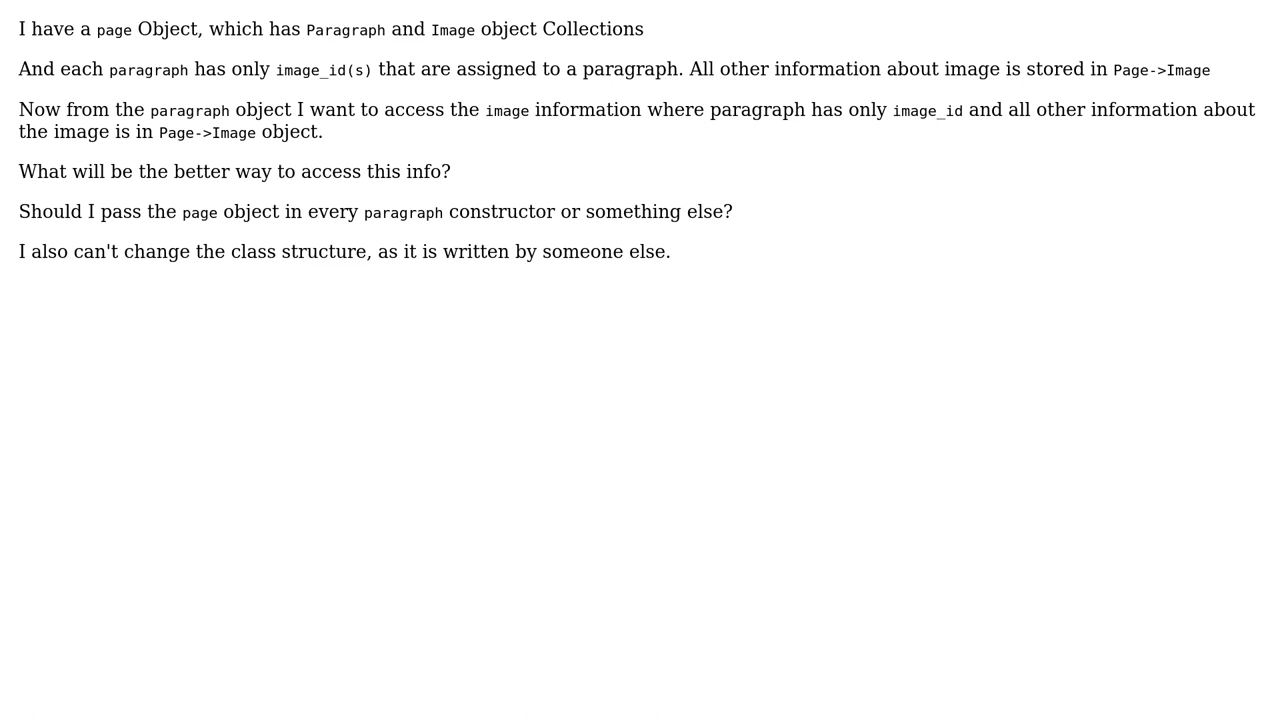 I have a page Object, which has Paragraph and Image object Collections
And each paragraph has only image_id(s) that are assigned to a paragraph. All other information about image is stored in Page->Image
Now from the paragraph object I want to access the image information where paragraph has only image_id and all other information about
the image is in Page->Image object.
What will be the better way to access this info?
Should I pass the page object in every paragraph constructor or something else?
I also can't change the class structure, as it is written by someone else.